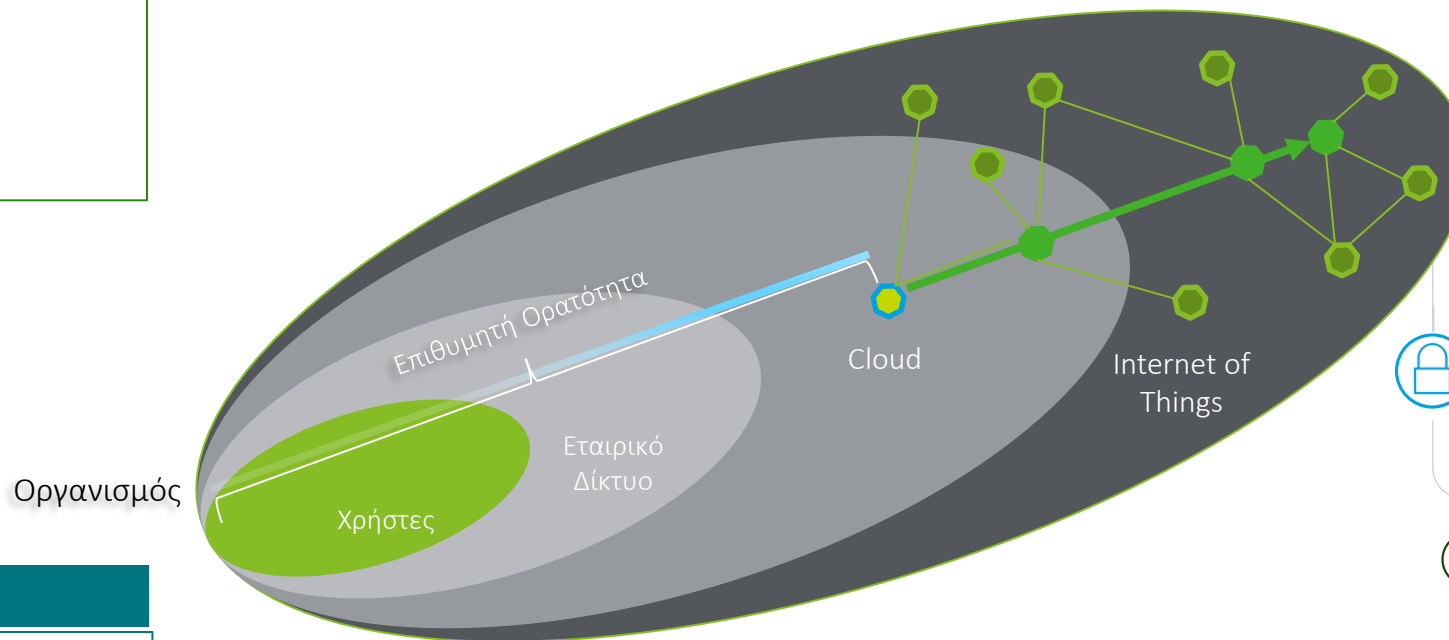 Επιθυμητή Ορατότητα
Cloud
Internet of
Things
Εταιρικό
Δίκτυο
Οργανισμός
Χρήστες